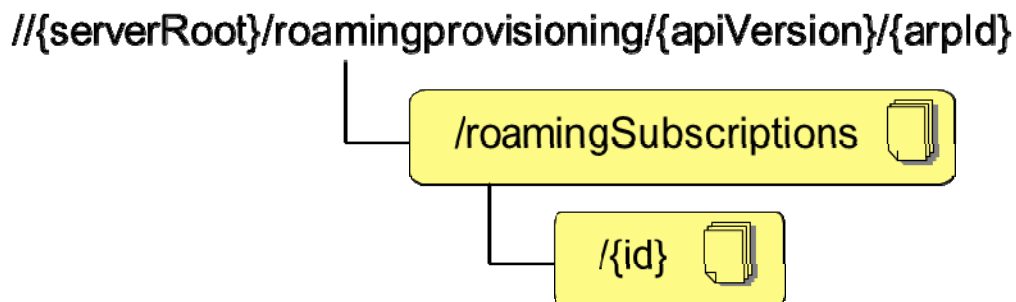 //{serverRoot}/roamingprovisioning/{apiVersion}/{arpId}
/roamingSubscriptions
/{id}